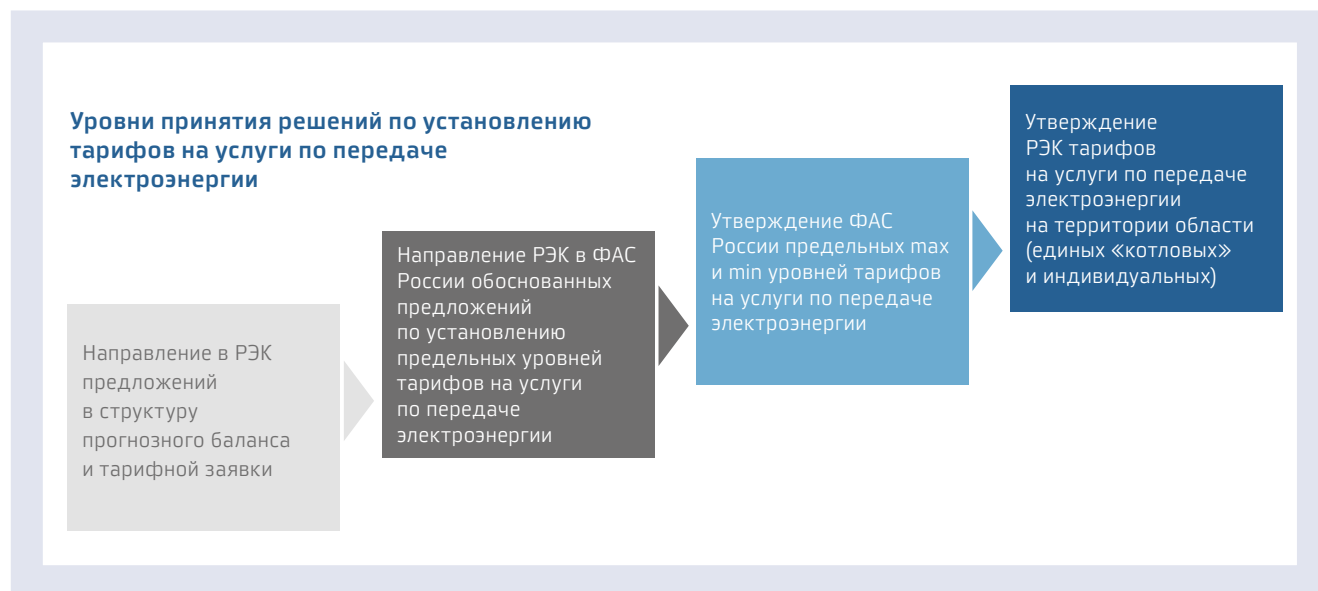 Уровни принятия решений по установлению
тарифов на услуги по передаче
электроэнергии
Направление в РЭК
предложений
в структуру
прогнозного баланса
и тарифной заявки
Направление РЭК в ФАС
России обоснованных
предложений
по установлению
предельных уровней
тарифов на услуги
по передаче
электроэнергии
Утверждение ФАС
России предельных max
и min уровней тарифов
на услуги по передаче
электроэнергии
Утверждение
РЭК тарифов
на услуги по передаче
электроэнергии
на территории области
(единых «котловых»
и индивидуальных)